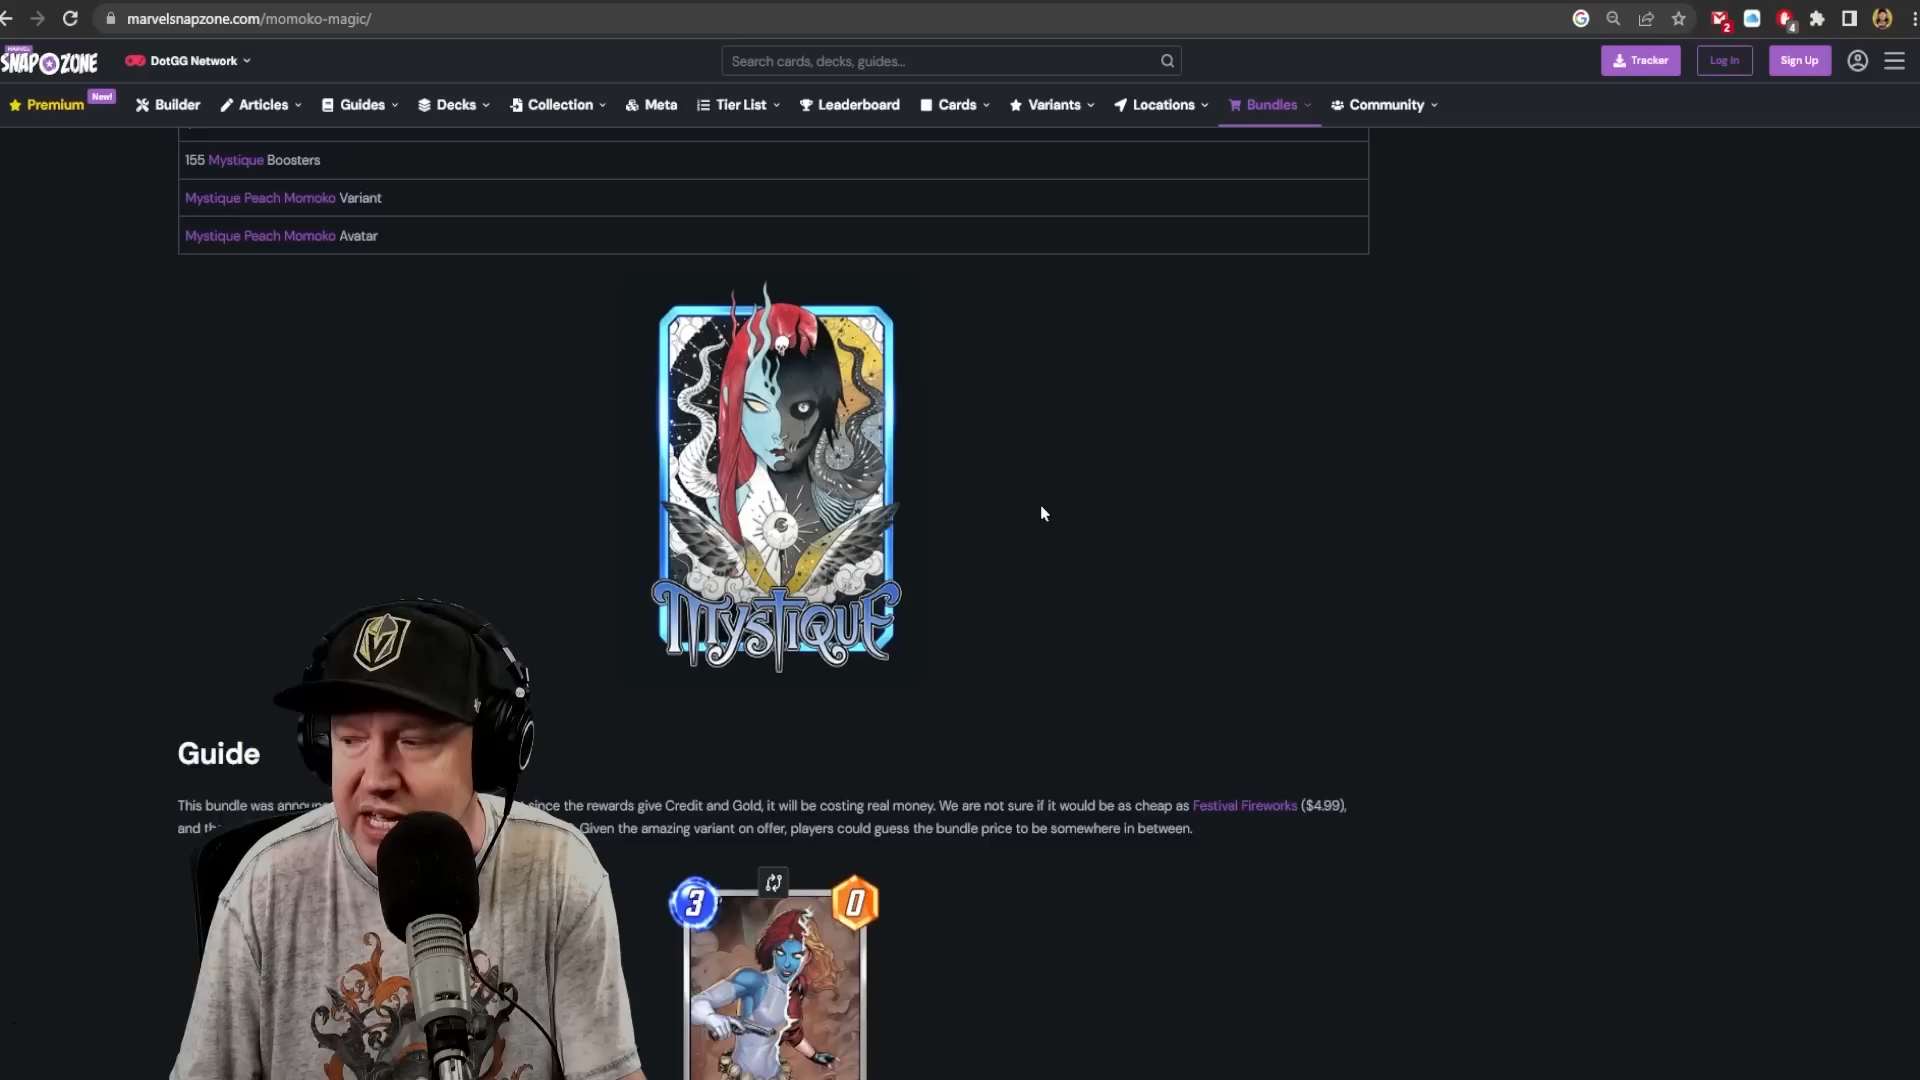 marvelsnapzone.com/momoko-magic/
2
4
MARVEL
SNAP ZONE
DotGG Network
Search cards, decks, guides...
Tracker
Log In
Sign Up
Premium
New!
Builder
Articles
Guides
Decks
Collection
Meta
Tier List
Leaderboard
Cards
Variants
Locations
Bundles
Community
155 Mystique Boosters
Mystique Peach Momoko Variant
Mystique Peach Momoko Avatar
MYSTIQUE
Guide
This bundle was since the rewards give Credit and Gold, it will be costing real money. We are not sure if it would be as cheap as Festival Fireworks ($4.99),
and Given the amazing variant on offer, players could guess the bundle price to be somewhere in between.
3
0